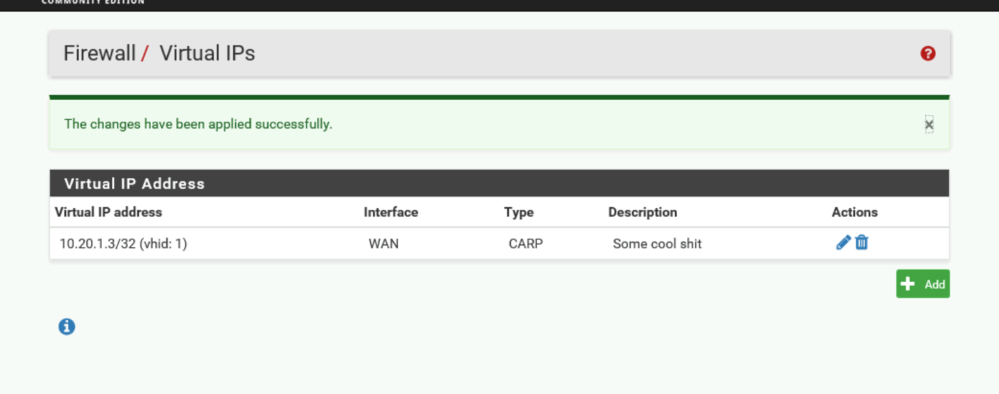 COMMUNITY EDITION
Firewall / Virtual IPs
The changes have been applied successfully.
Virtual IP Address
Virtual IP address Interface Type Description Actions
10.20.1.3/32 (vhid: 1) WAN CARP Some cool shit
Add